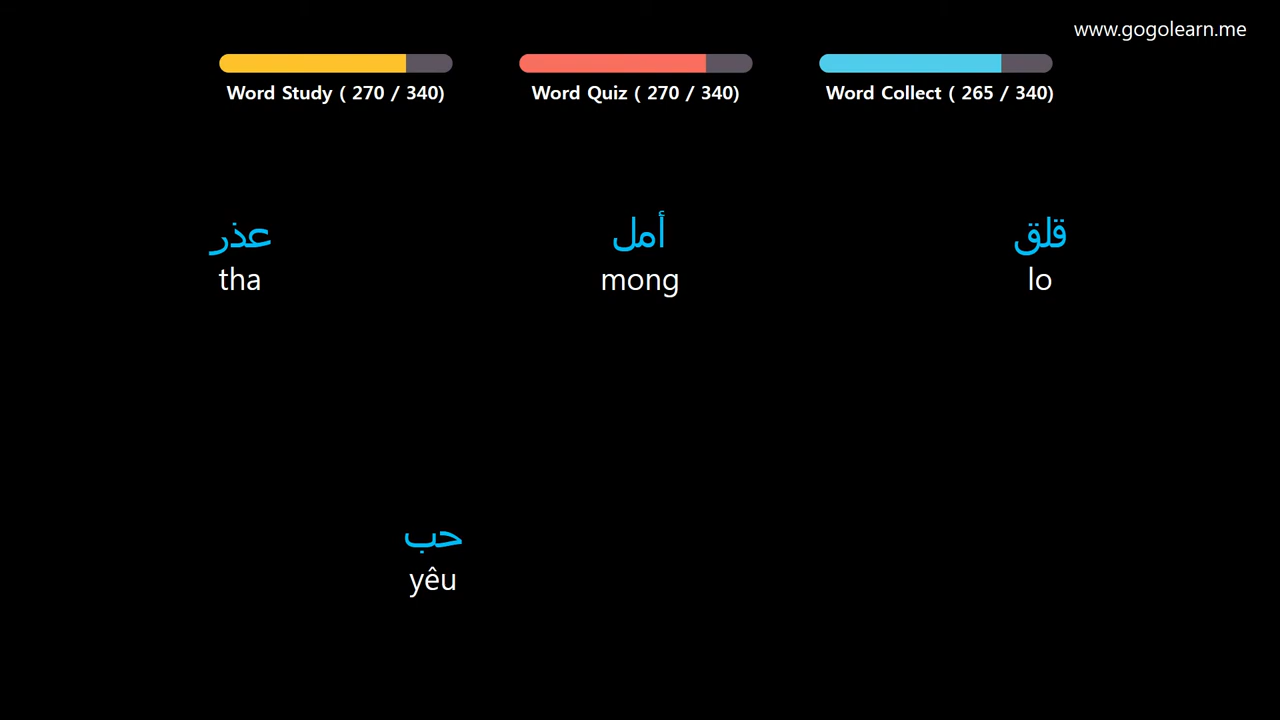 www.gogolearn.me
Word Study ( 270 / 340)
Word Quiz ( 270 / 340)
Word Collect ( 265 / 340)
عذر
tha
أمل
mong
قلق
lo
حب
yêu